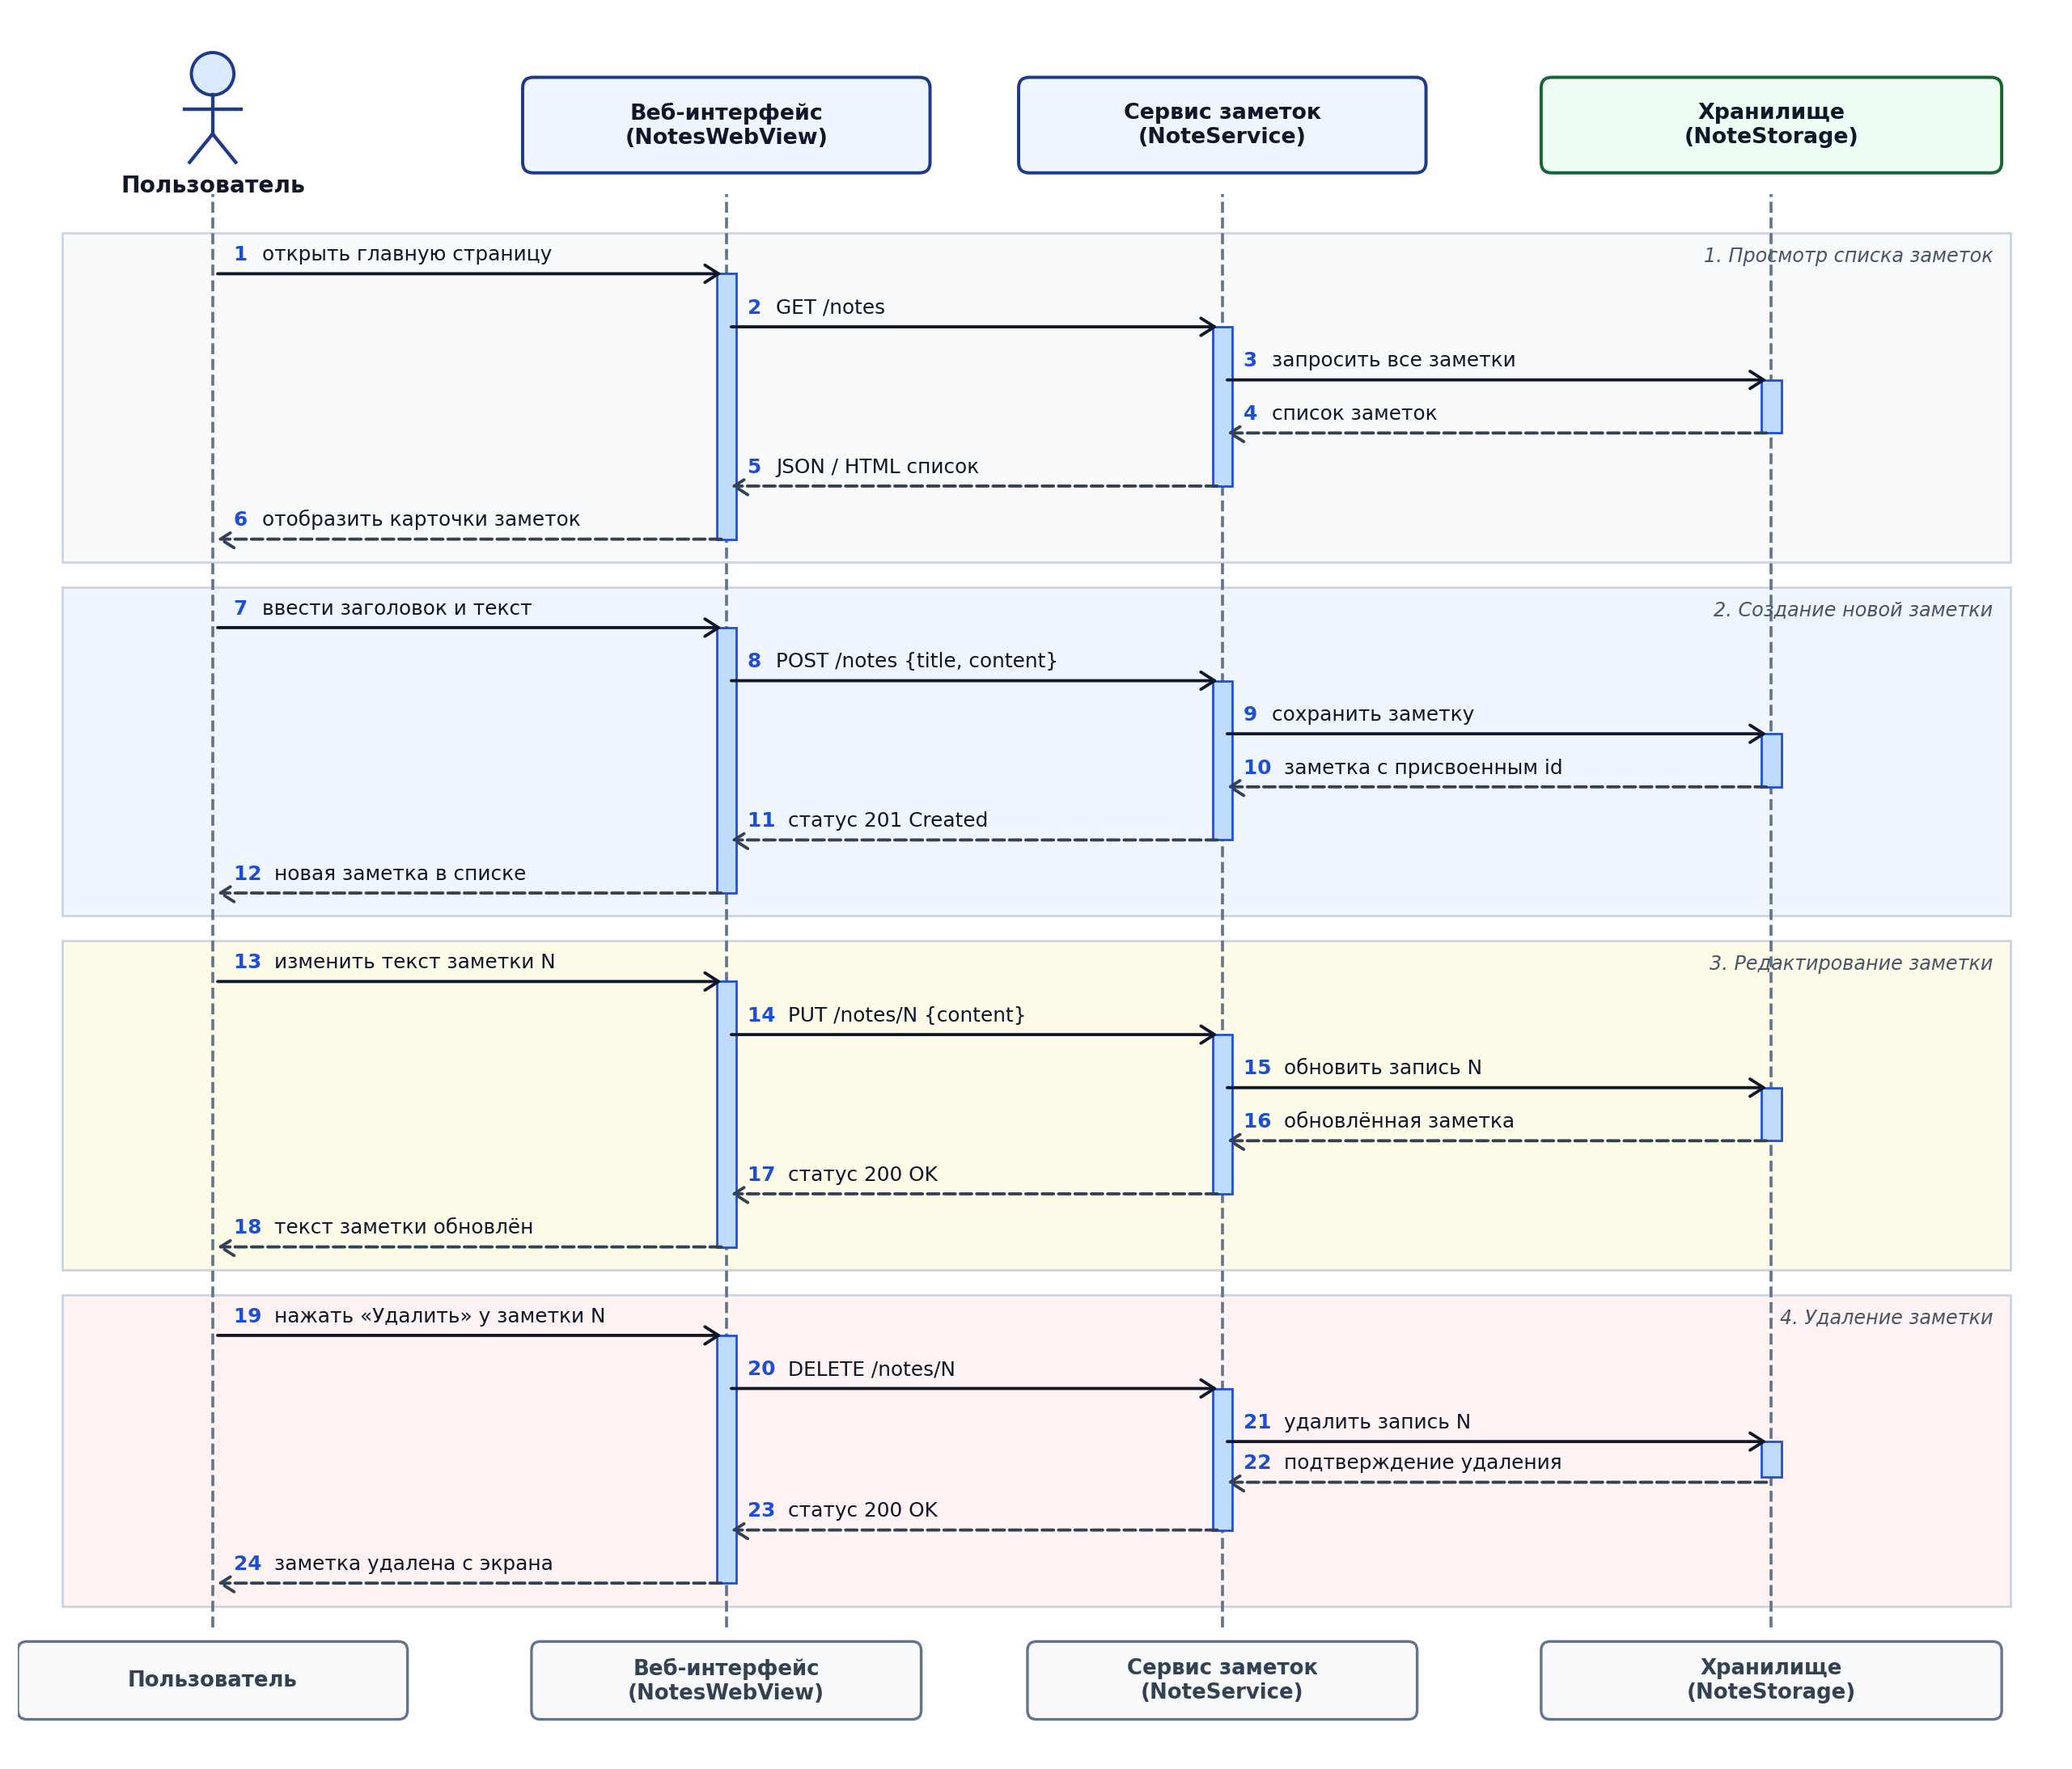 Пользователь
Веб-интерфейс
(NotesWebView)
Сервис заметок
(NoteService)
Хранилище
(NoteStorage)
1. Просмотр списка заметок
1 открыть главную страницу
2 GET /notes
3 запросить все заметки
4 список заметок
5 JSON / HTML список
6 отобразить карточки заметок
2. Создание новой заметки
7 ввести заголовок и текст
8 POST /notes {title, content}
9 сохранить заметку
10 заметка с присвоенным id
11 статус 201 Created
12 новая заметка в списке
3. Редактирование заметки
13 изменить текст заметки N
14 PUT /notes/N {content}
15 обновить запись N
16 обновлённая заметка
17 статус 200 OK
18 текст заметки обновлён
4. Удаление заметки
19 нажать «Удалить» у заметки N
20 DELETE /notes/N
21 удалить запись N
22 подтверждение удаления
23 статус 200 OK
24 заметка удалена с экрана
Пользователь
Веб-интерфейс
(NotesWebView)
Сервис заметок
(NoteService)
Хранилище
(NoteStorage)